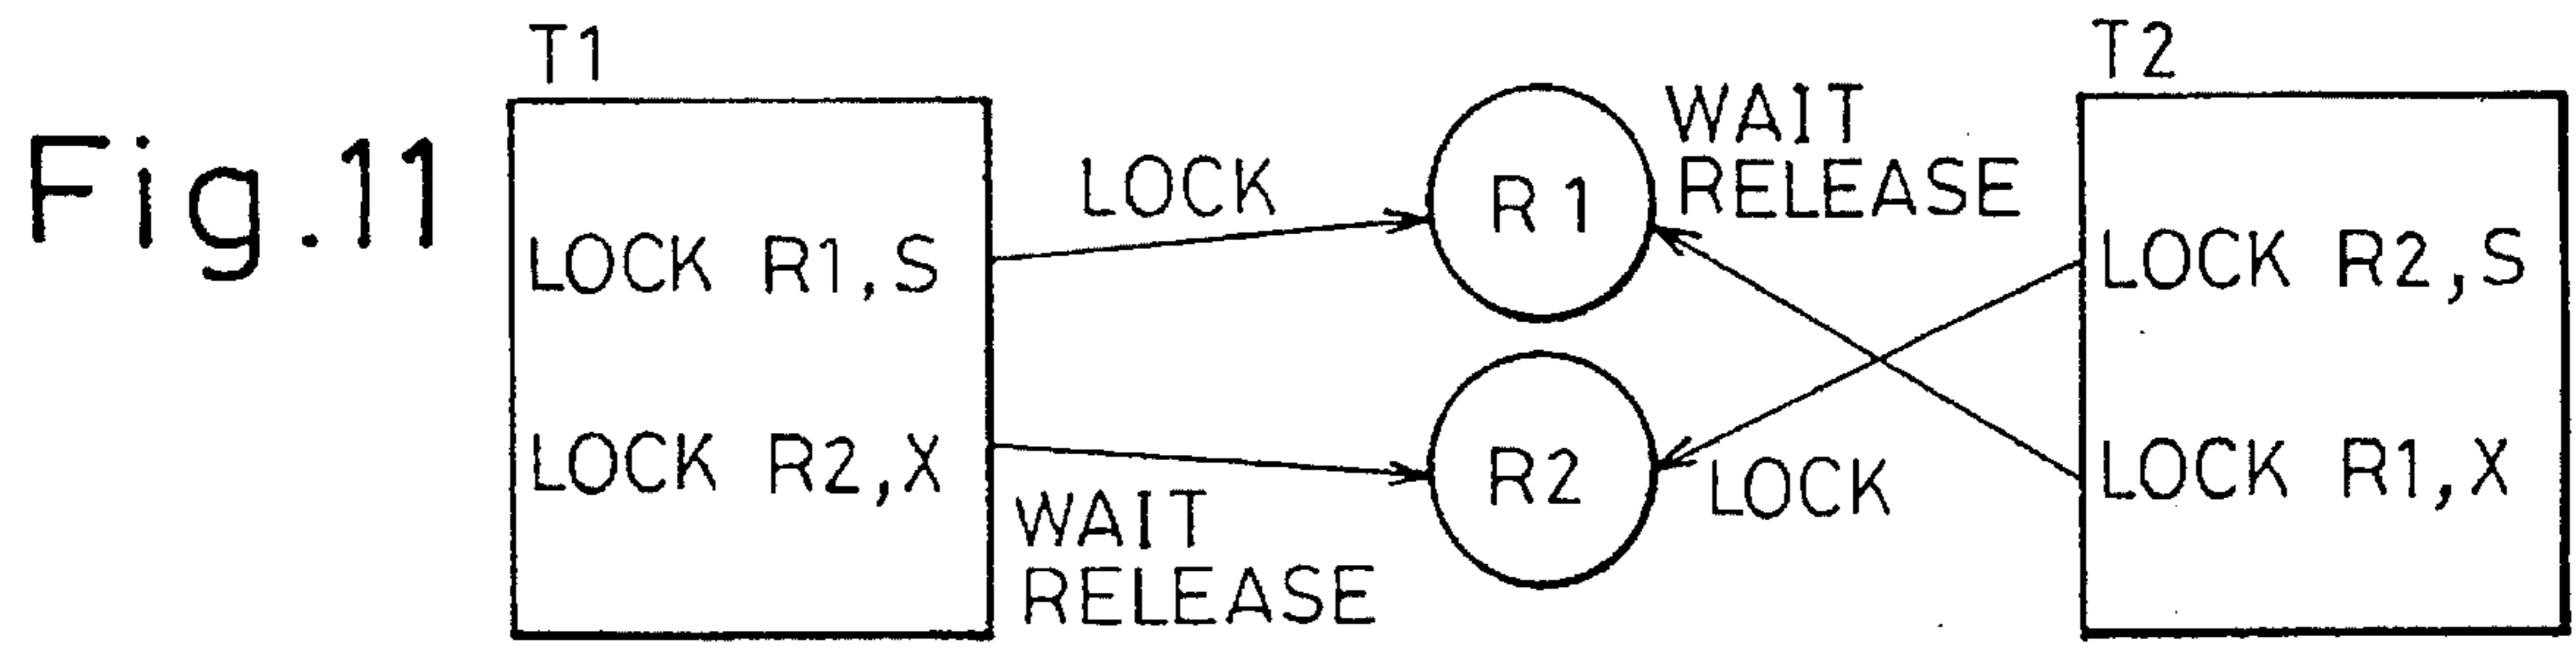 Fig.11
T1
LOCK R1,S
LOCK R2,X
LOCK
WAIT
RELEASE
R1
R2
WAIT
RELEASE
LOCK
T2
LOCK R2,S
LOCK R1,X